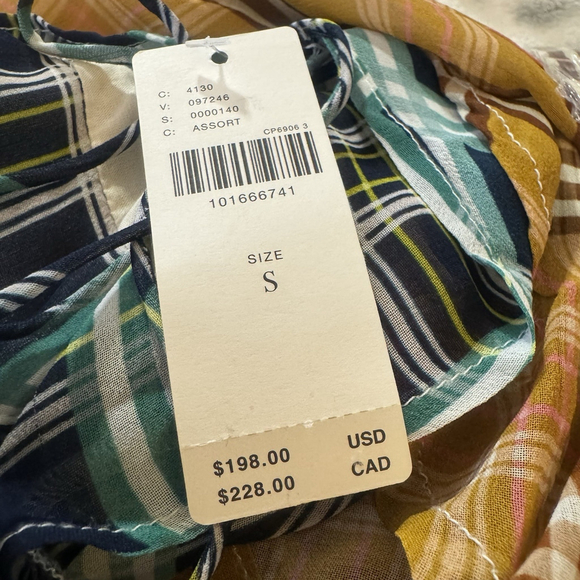 C: 4130
V: 097246
S: 0000140
C: ASSORT
CP6906 3
101666741
SIZE
S
$198.00 USD
$228.00 CAD